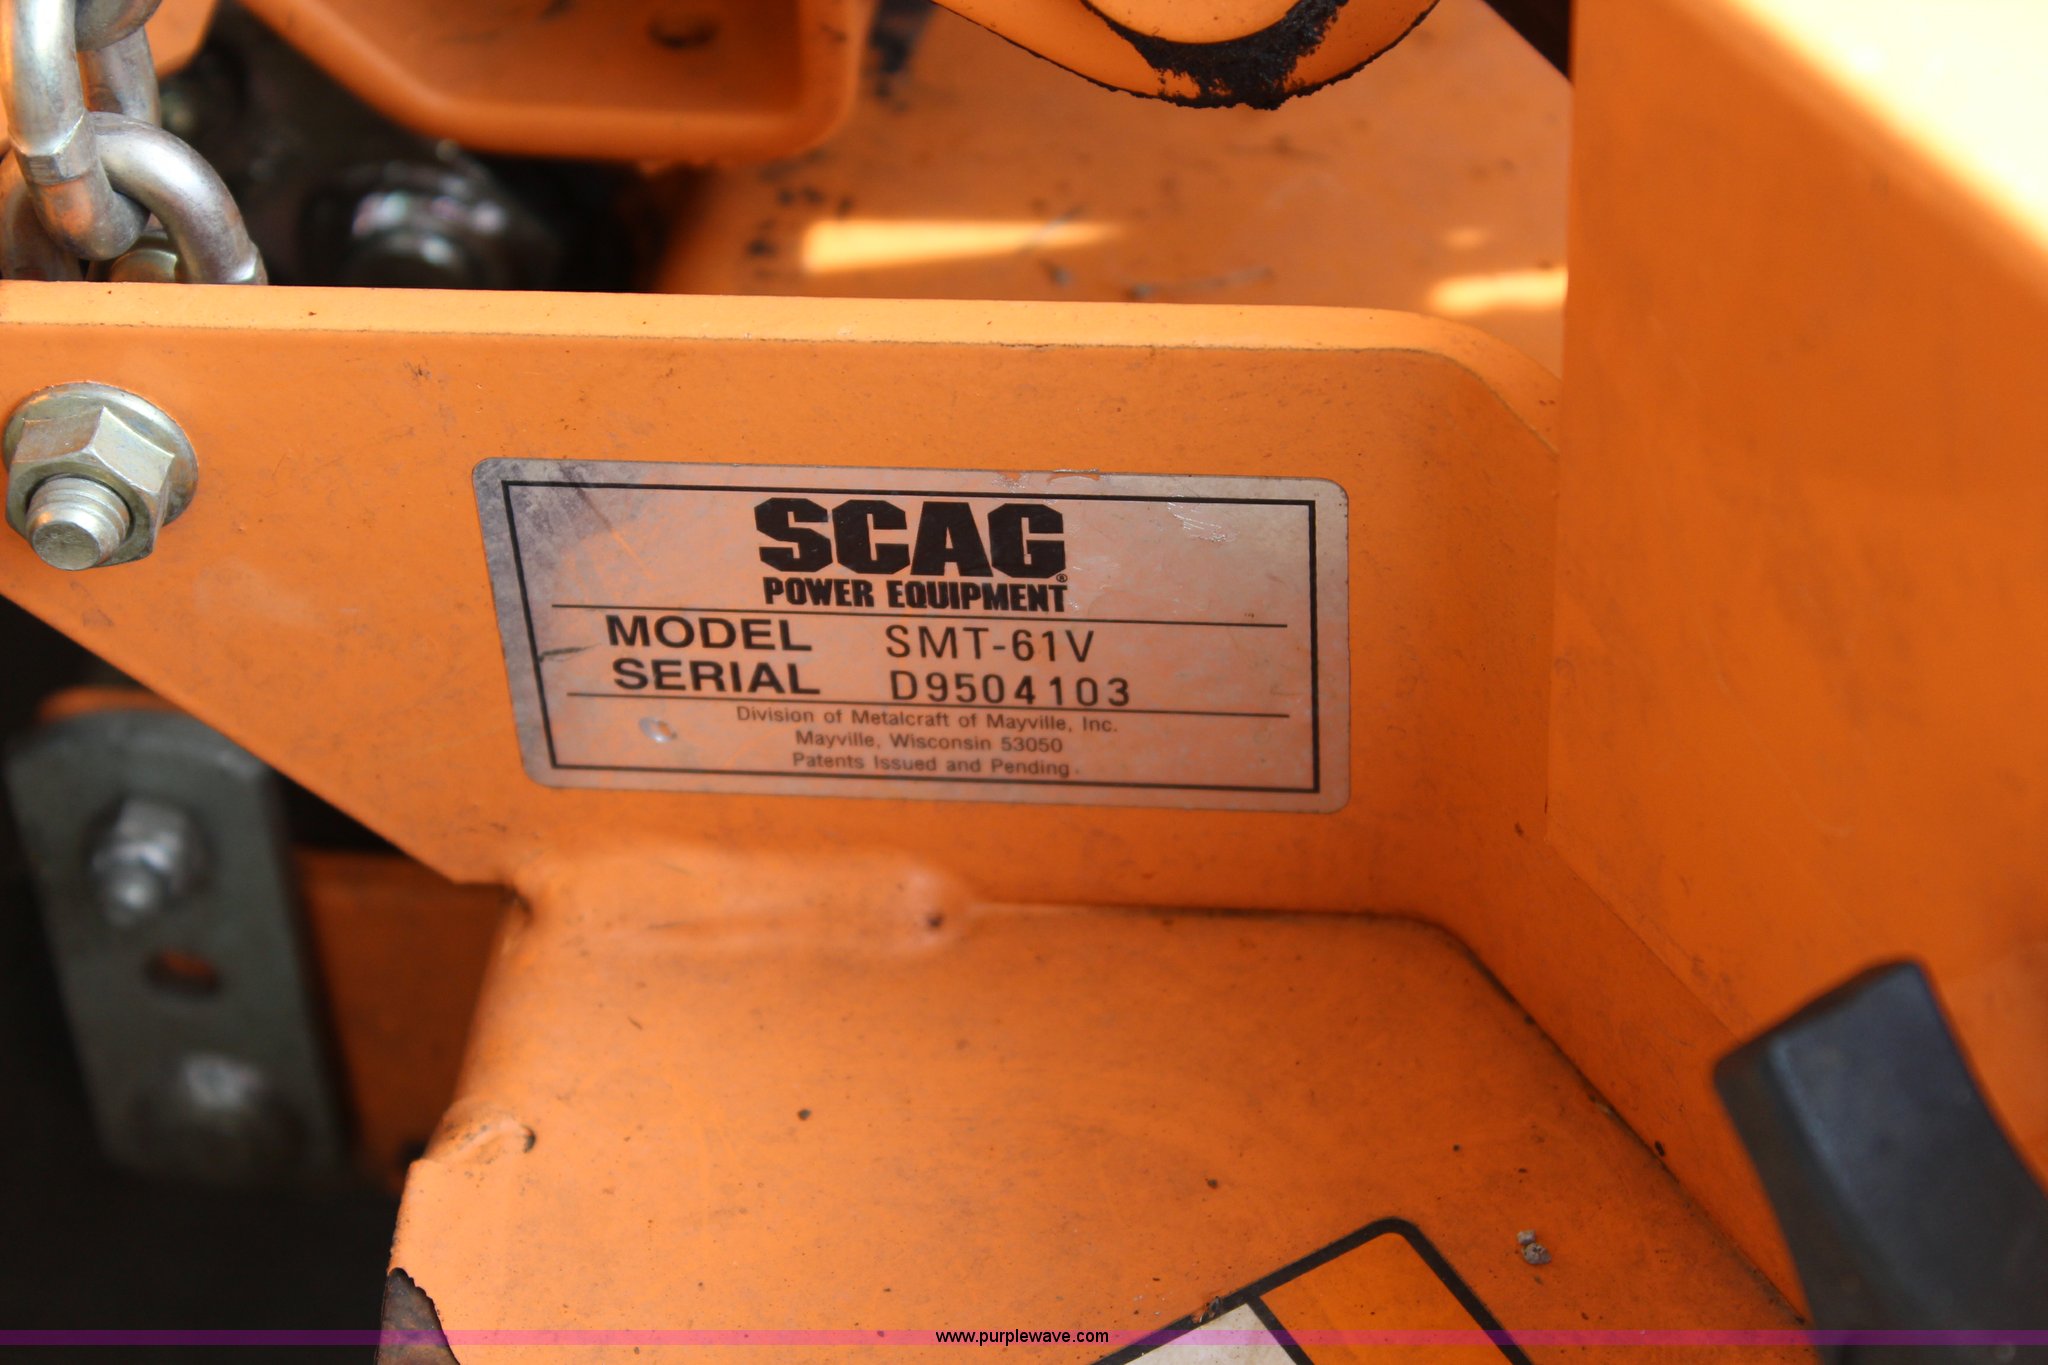 SCAG®
POWER EQUIPMENT
MODEL SMT-61V
SERIAL D9504103
Division of Metalcraft of Mayville, Inc.
Mayville, Wisconsin 53050
Patents Issued and Pending.
www.purplewave.com